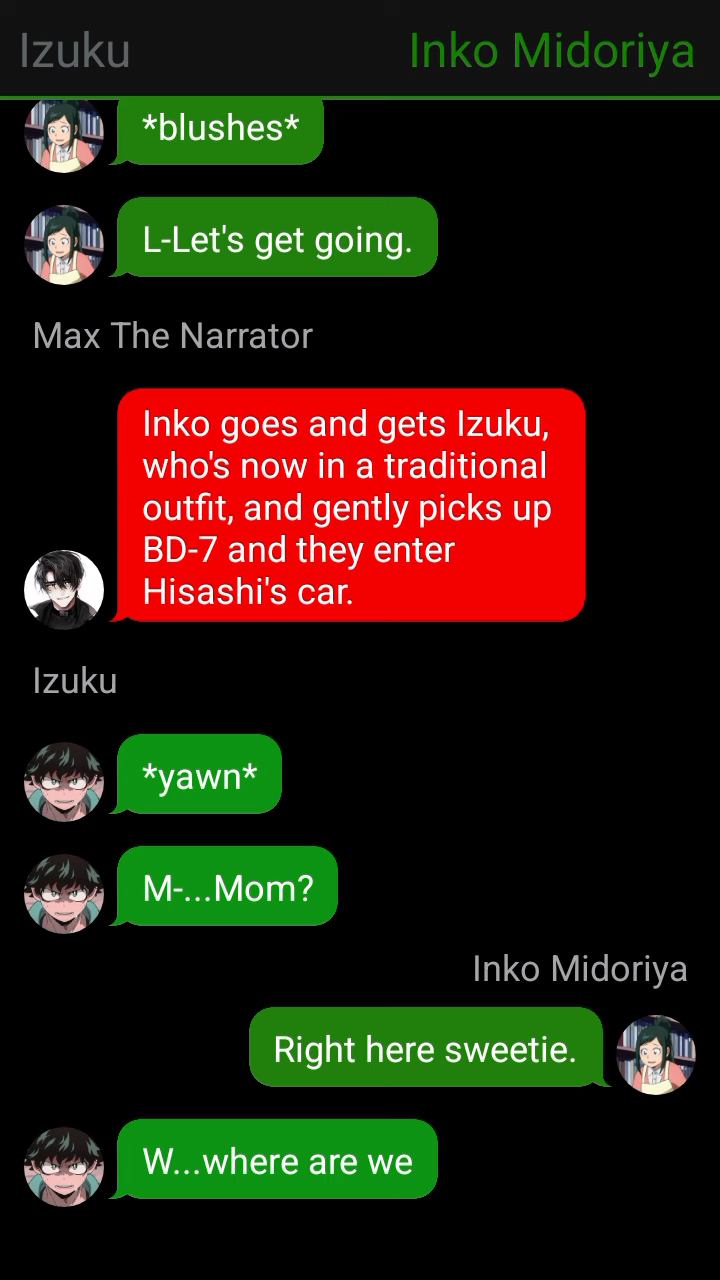 Izuku
Inko Midoriya
*blushes*
L-Let's get going.
Max The Narrator
Inko goes and gets Izuku,
who's now in a traditional
outfit, and gently picks up
BD-7 and they enter
Hisashi's car.
Izuku
*yawn*
M-...Mom?
Inko Midoriya
Right here sweetie.
W...where are we